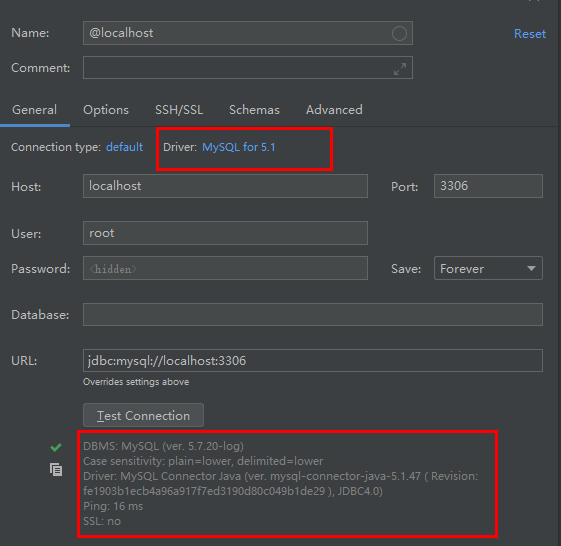 Name: @localhost Reset
Comment:
General Options SSH/SSL Schemas Advanced
Connection type: default Driver: MySQL for 5.1
Host: localhost Port: 3306
User: root
Password: <hidden> Save: Forever
Database:
URL: jdbc:mysql://localhost:3306
Overrides settings above
Test Connection
DBMS: MySQL (ver. 5.7.20-log)
Case sensitivity: plain=lower, delimited=lower
Driver: MySQL Connector Java (ver. mysql-connector-java-5.1.47 ( Revision:
fe1903b1ecb4a96a917f7ed3190d80c049b1de29 ), JDBC4.0)
Ping: 16 ms
SSL: no